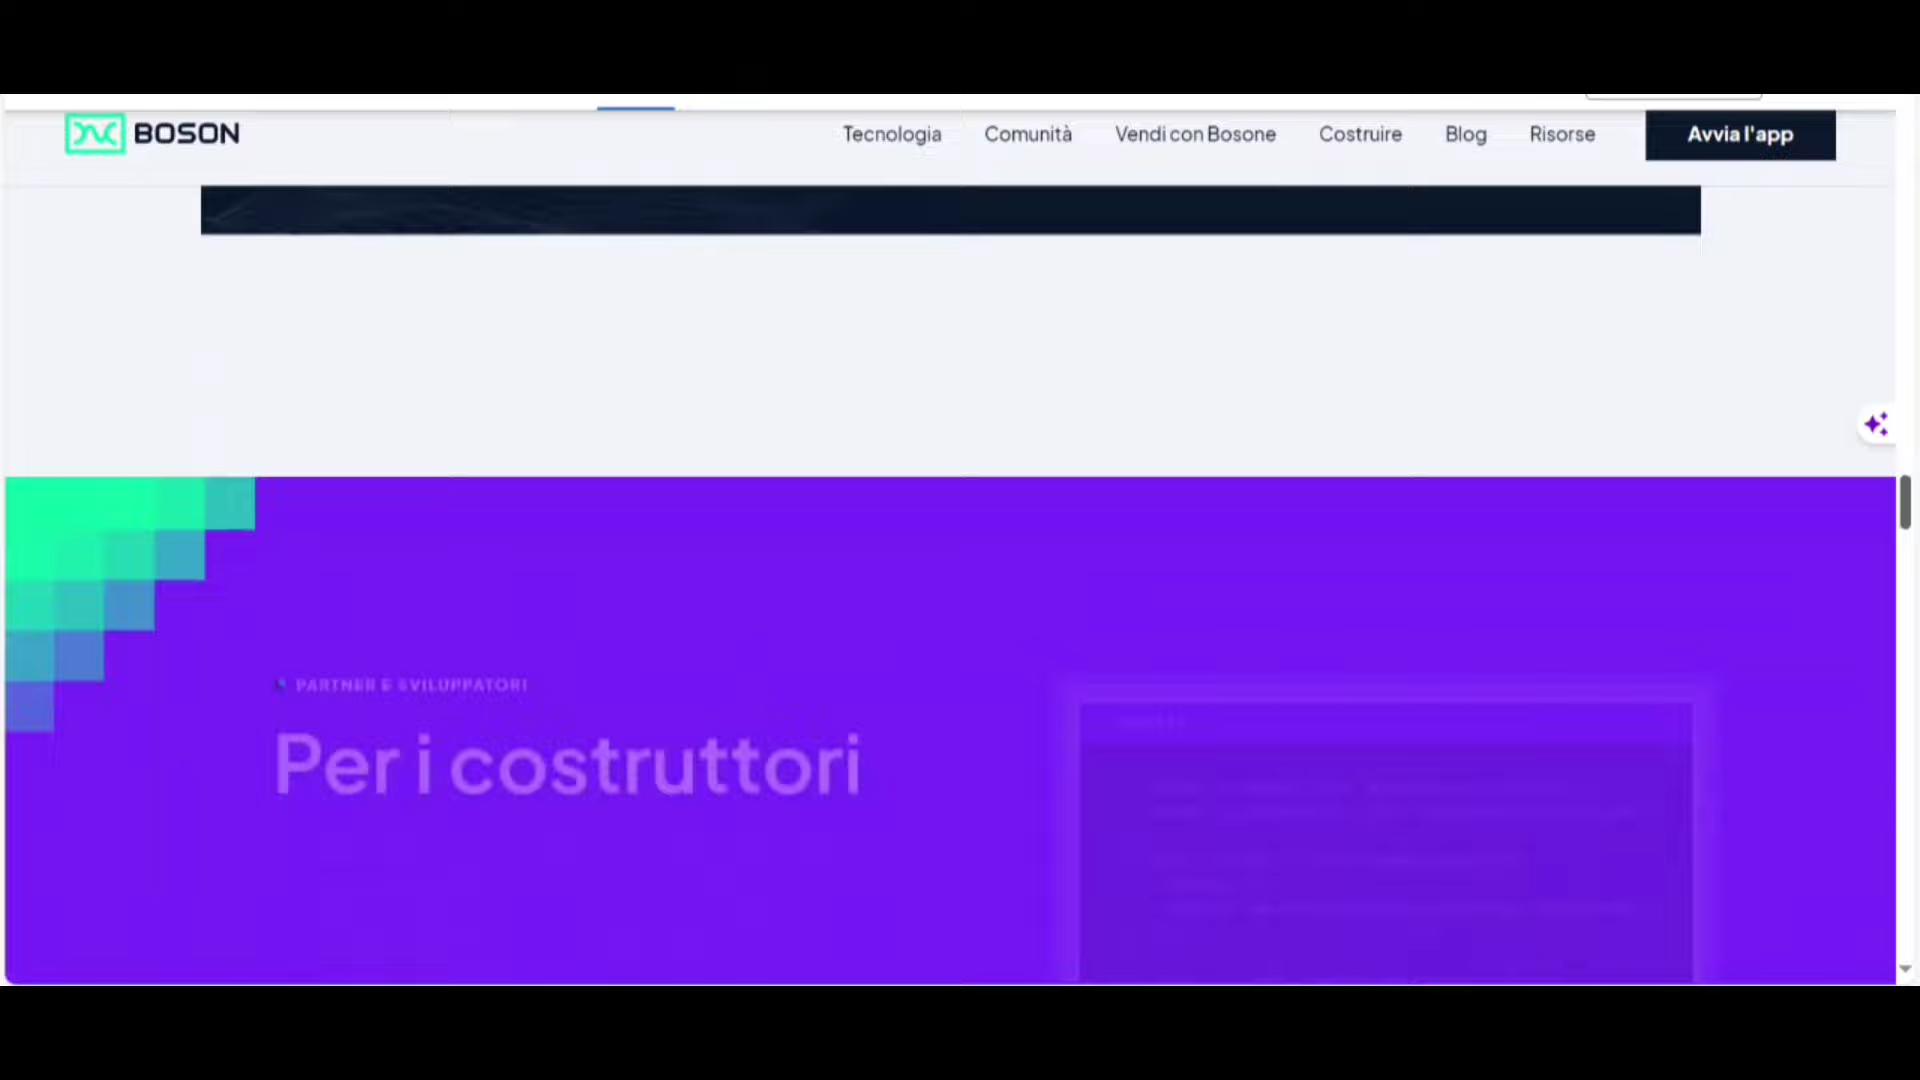 BOSON
Tecnologia
Comunità
Vendi con Bosone
Costruire
Blog
Risorse
Avvia l'app
PARTNER E SVILUPPATORI
Per i costruttori